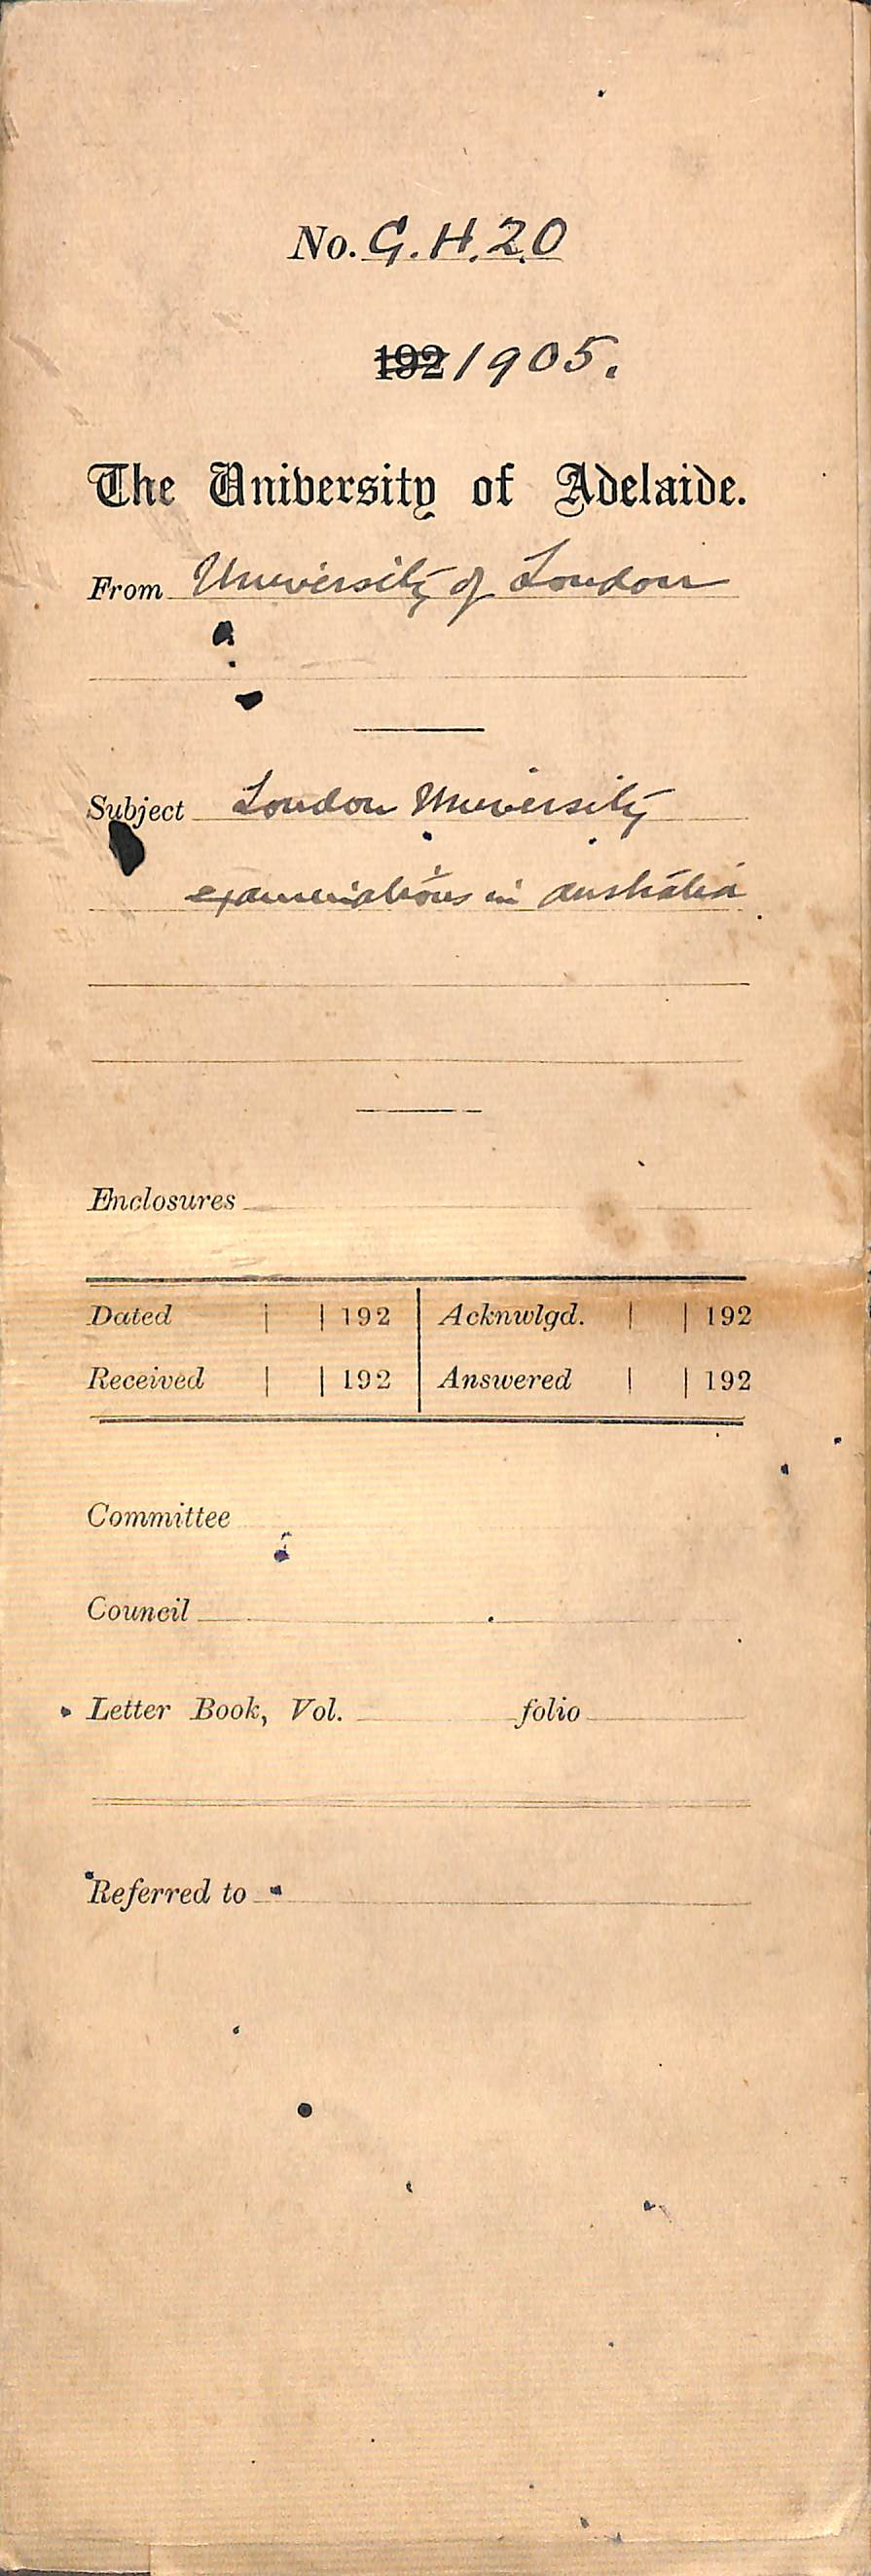 No. G.H.20
192 1905.
The University of Adelaide.
From University of London
Subject London University
examinations in Australia
Enclosures
Dated | | 192 | Acknwlgd. | | 192
Received | | 192 | Answered | | 192
Committee
Council
Letter Book, Vol. folio
Referred to